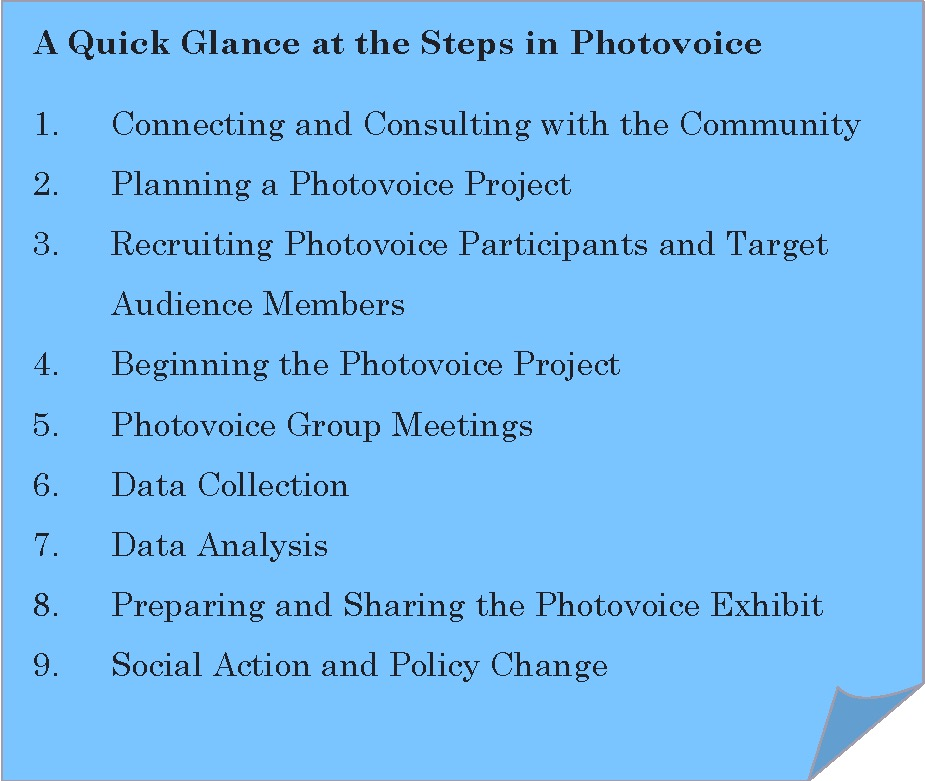 A Quick Glance at the Steps in Photovoice
1. Connecting and Consulting with the Community
2. Planning a Photovoice Project
3. Recruiting Photovoice Participants and Target
Audience Members
4. Beginning the Photovoice Project
5. Photovoice Group Meetings
6. Data Collection
7. Data Analysis
8. Preparing and Sharing the Photovoice Exhibit
9. Social Action and Policy Change